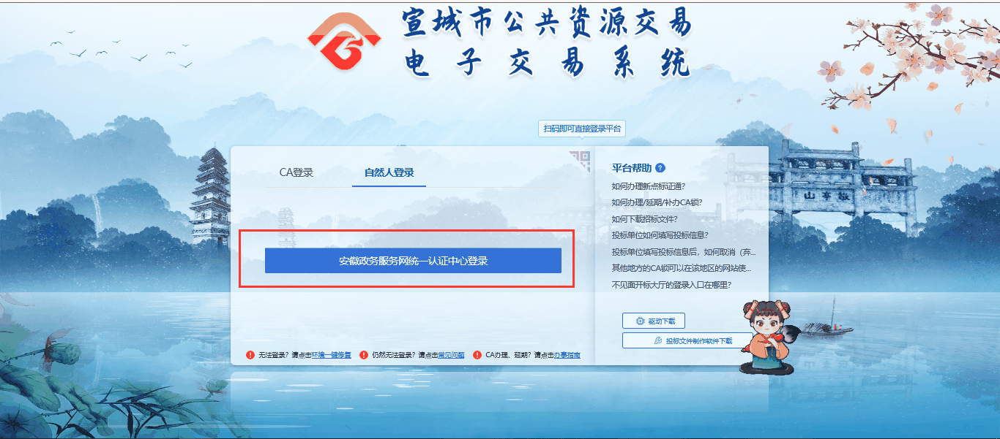 宣城市公共资源交易
电子交易系统
扫码即可直接登录平台
CA登录
自然人登录
安徽政务服务网统一认证中心登录
无法登录？请点击环境一键修复
仍然无法登录？请点击常见问题
CA办理、延期？请点击办事指南
平台帮助
如何办理新点标证通?
如何办理/延期/补办CA锁?
如何下载招标文件?
投标单位如何填写投标信息?
投标单位填写投标信息后，如何取消（弃...
其他地方的CA锁可以在该地区的网站使...
不见面开标大厅的登录入口在哪里?
驱动下载
投标文件制作软件下载
山亭敬